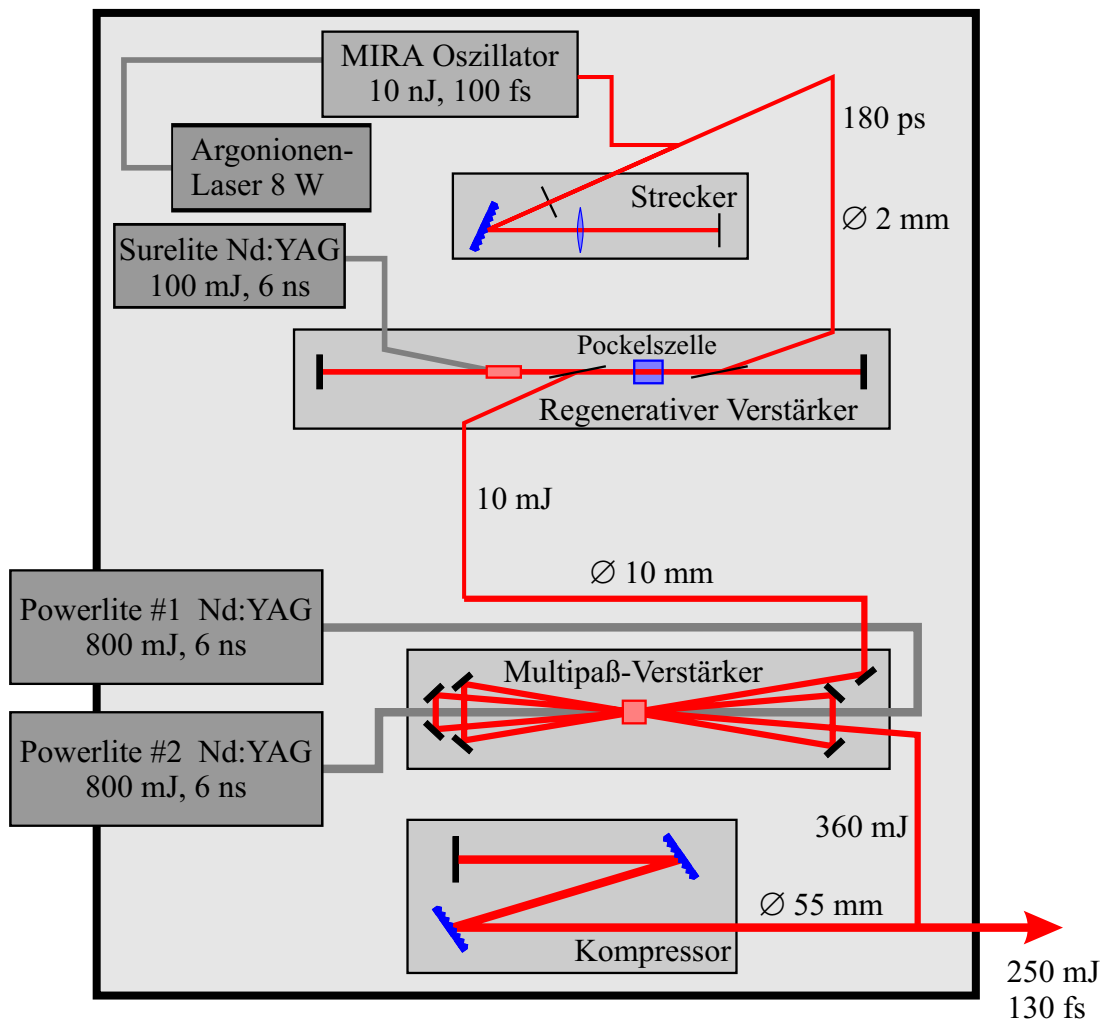 MIRA Oszillator
10 nJ, 100 fs
180 ps
Argonionen-
Laser 8 W
Strecker
∅ 2 mm
Surelite Nd:YAG
100 mJ, 6 ns
Pockelszelle
Regenerativer Verstärker
10 mJ
∅ 10 mm
Powerlite #1 Nd:YAG
800 mJ, 6 ns
Multipaß-Verstärker
Powerlite #2 Nd:YAG
800 mJ, 6 ns
360 mJ
∅ 55 mm
Kompressor
250 mJ
130 fs